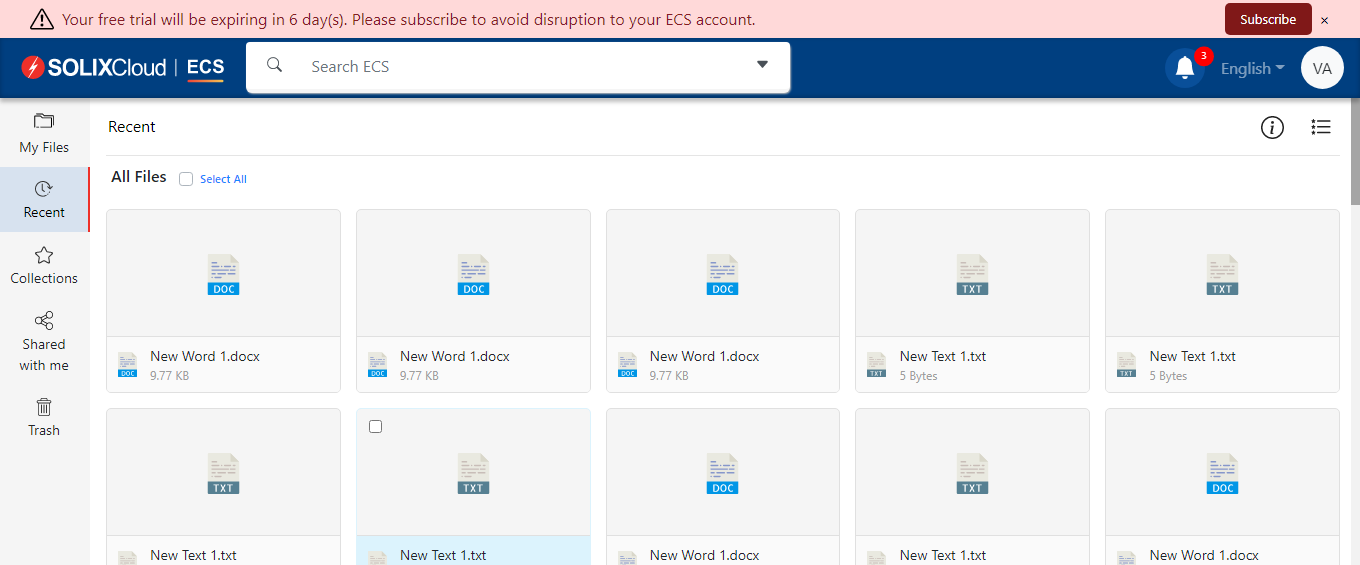 Your free trial will be expiring in 6 day(s). Please subscribe to avoid disruption to your ECS account.
Subscribe
×
SOLIXCloud | ECS
Search ECS
3
English
VA
My Files
Recent
Collections
Shared
with me
Trash
Recent
All Files
Select All
DOC
DOC
DOC
TXT
TXT
DOC New Word 1.docx
9.77 KB
DOC New Word 1.docx
9.77 KB
DOC New Word 1.docx
9.77 KB
TXT New Text 1.txt
5 Bytes
TXT New Text 1.txt
5 Bytes
TXT
TXT
DOC
TXT
DOC
New Text 1.txt
New Text 1.txt
New Word 1.docx
New Text 1.txt
New Word 1.docx